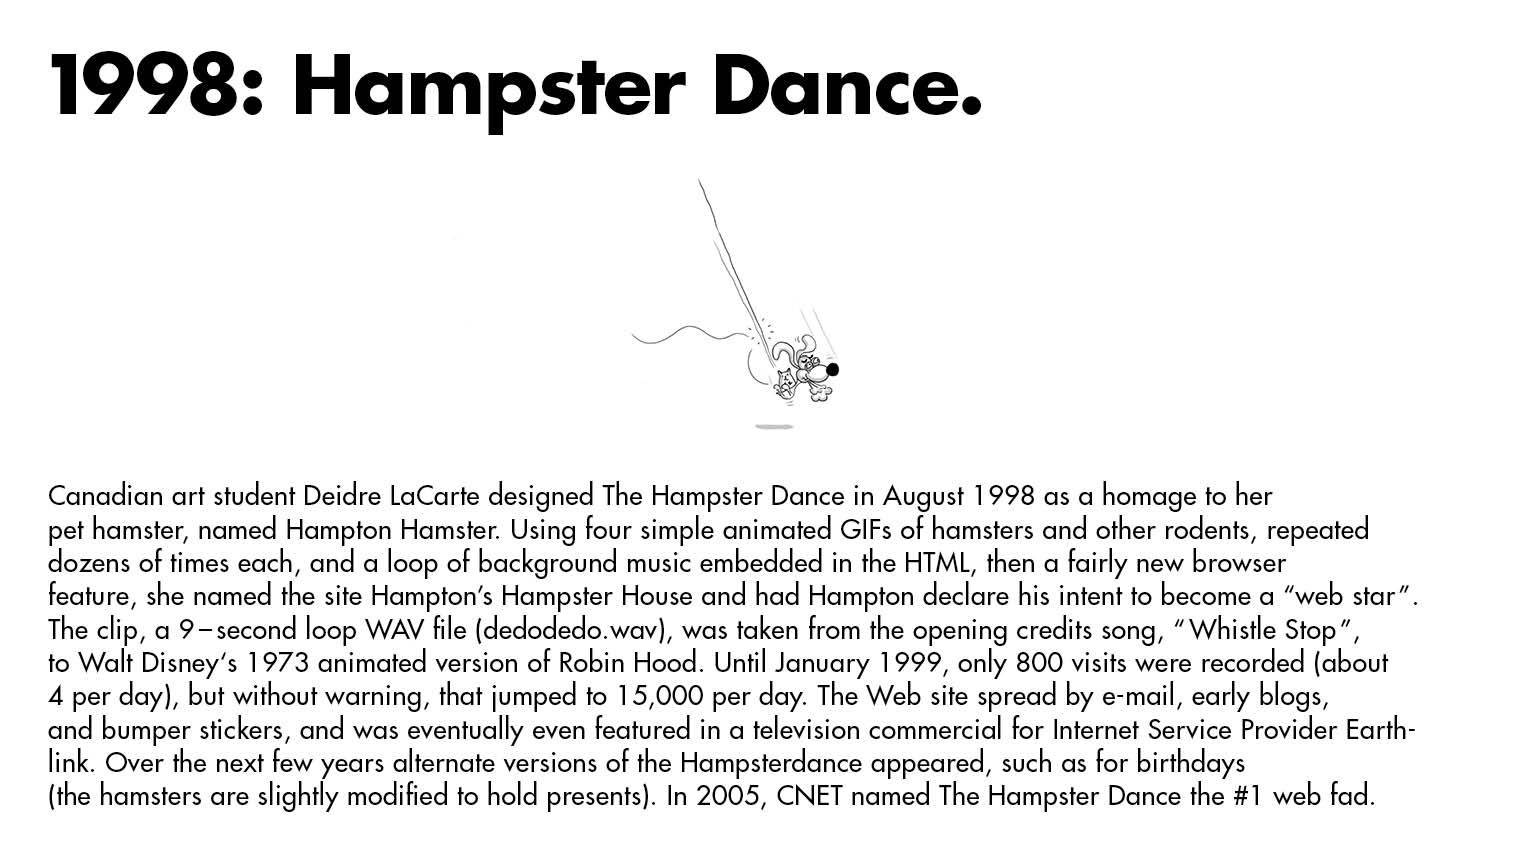 1998: Hampster Dance.
Canadian art student Deidre LaCarte designed The Hampster Dance in August 1998 as a homage to her
pet hamster, named Hampton Hamster. Using four simple animated GIFs of hamsters and other rodents, repeated
dozens of times each, and a loop of background music embedded in the HTML, then a fairly new browser
feature, she named the site Hampton’s Hampster House and had Hampton declare his intent to become a “web star”.
The clip, a 9–second loop WAV file (dedodedo.wav), was taken from the opening credits song, “Whistle Stop”,
to Walt Disney‘s 1973 animated version of Robin Hood. Until January 1999, only 800 visits were recorded (about
4 per day), but without warning, that jumped to 15,000 per day. The Web site spread by e-mail, early blogs,
and bumper stickers, and was eventually even featured in a television commercial for Internet Service Provider Earth-
link. Over the next few years alternate versions of the Hampsterdance appeared, such as for birthdays
(the hamsters are slightly modified to hold presents). In 2005, CNET named The Hampster Dance the #1 web fad.